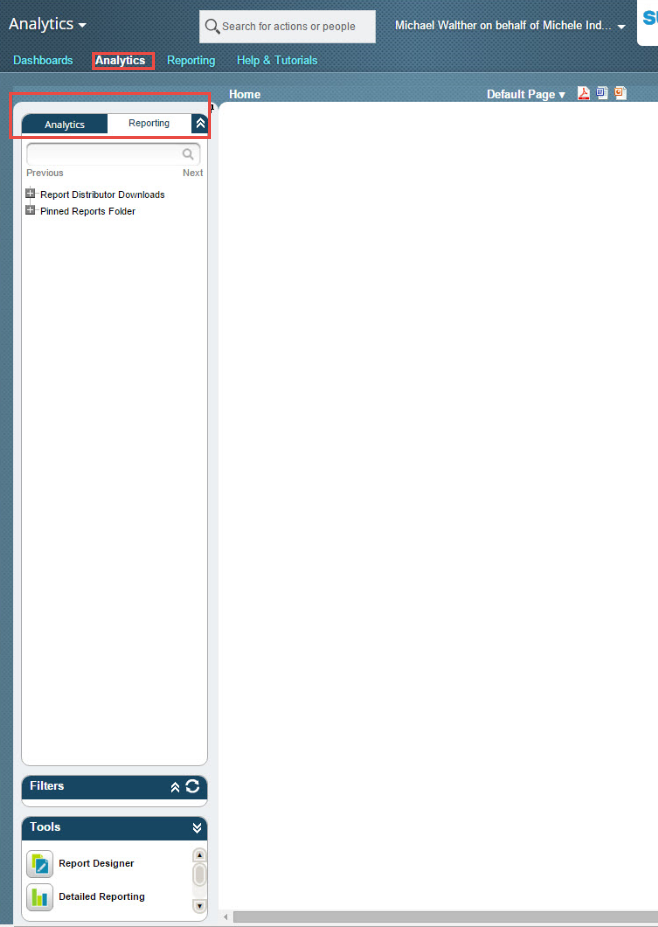 Analytics
Search for actions or people
Michael Walther on behalf of Michele Ind...
Dashboards Analytics Reporting Help & Tutorials
Home Default Page
Analytics Reporting
Previous Next
Report Distributor Downloads
Pinned Reports Folder
Filters
Tools
Report Designer
Detailed Reporting